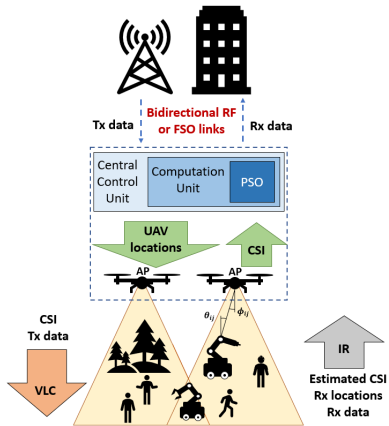 Bidirectional RF
or FSO links
Tx data
Rx data
Central
Control
Unit
Computation
Unit
PSO
UAV
locations
CSI
AP
AP
θij
ϕij
CSI
Tx data
VLC
IR
Estimated CSI
Rx locations
Rx data